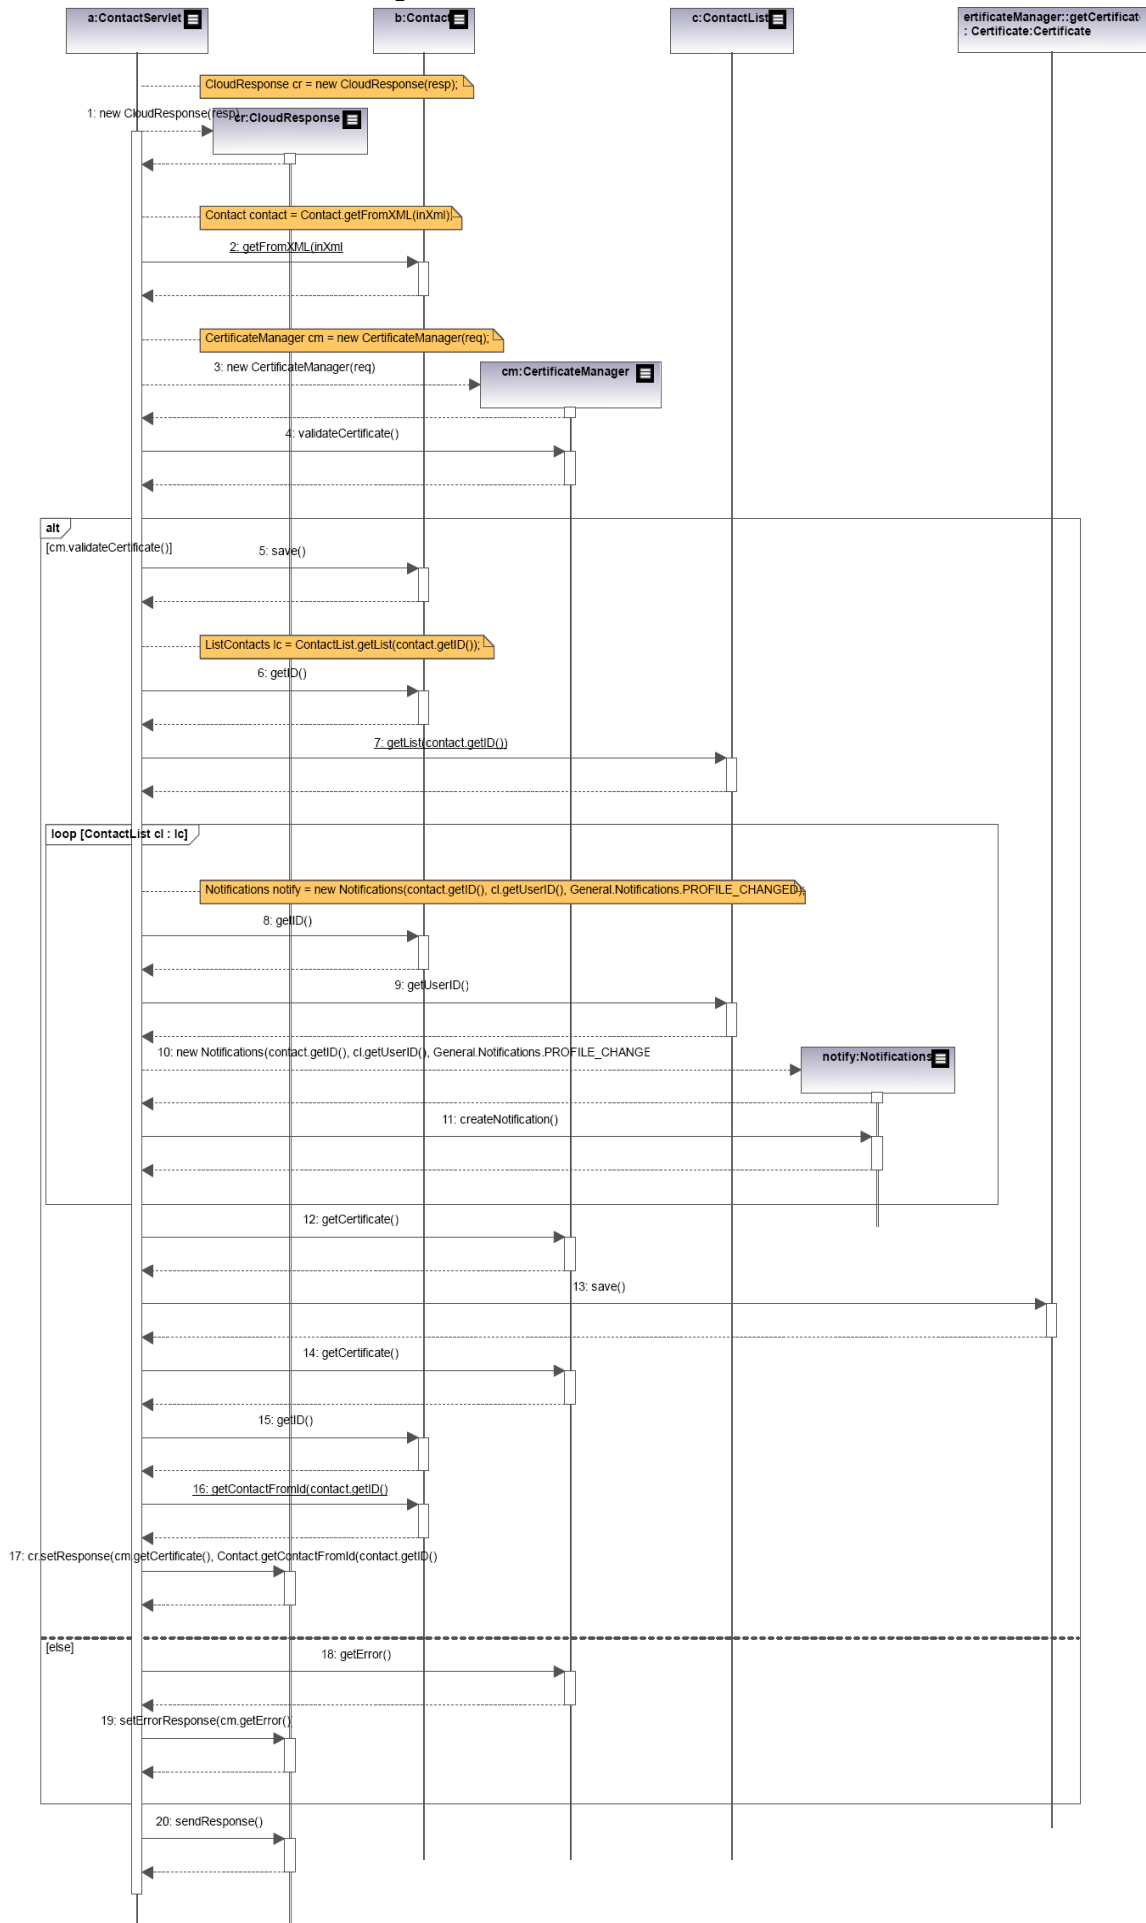 a:ContactServlet
b:Contact
c:ContactList
ertificateManager::getCertificat
: Certificate:Certificate
CloudResponse cr = new CloudResponse(resp);
1: new CloudResponse(resp)
cr:CloudResponse
Contact contact = Contact.getFromXML(inXml);
2: getFromXML(inXml
CertificateManager cm = new CertificateManager(req);
3: new CertificateManager(req)
cm:CertificateManager
4: validateCertificate()
alt
[cm.validateCertificate()]
5: save()
ListContacts lc = ContactList.getList(contact.getID());
6: getID()
7: getList(contact.getID())
loop [ContactList cl : lc]
Notifications notify = new Notifications(contact.getID(), cl.getUserID(), General.Notifications.PROFILE_CHANGED);
8: getID()
9: getUserID()
10: new Notifications(contact.getID(), cl.getUserID(), General.Notifications.PROFILE_CHANGE
notify:Notifications
11: createNotification()
12: getCertificate()
13: save()
14: getCertificate()
15: getID()
16: getContactFromId(contact.getID()
17: cr.setResponse(cm.getCertificate(), Contact.getContactFromId(contact.getID()
[else]
18: getError()
19: setErrorResponse(cm.getError()
20: sendResponse()